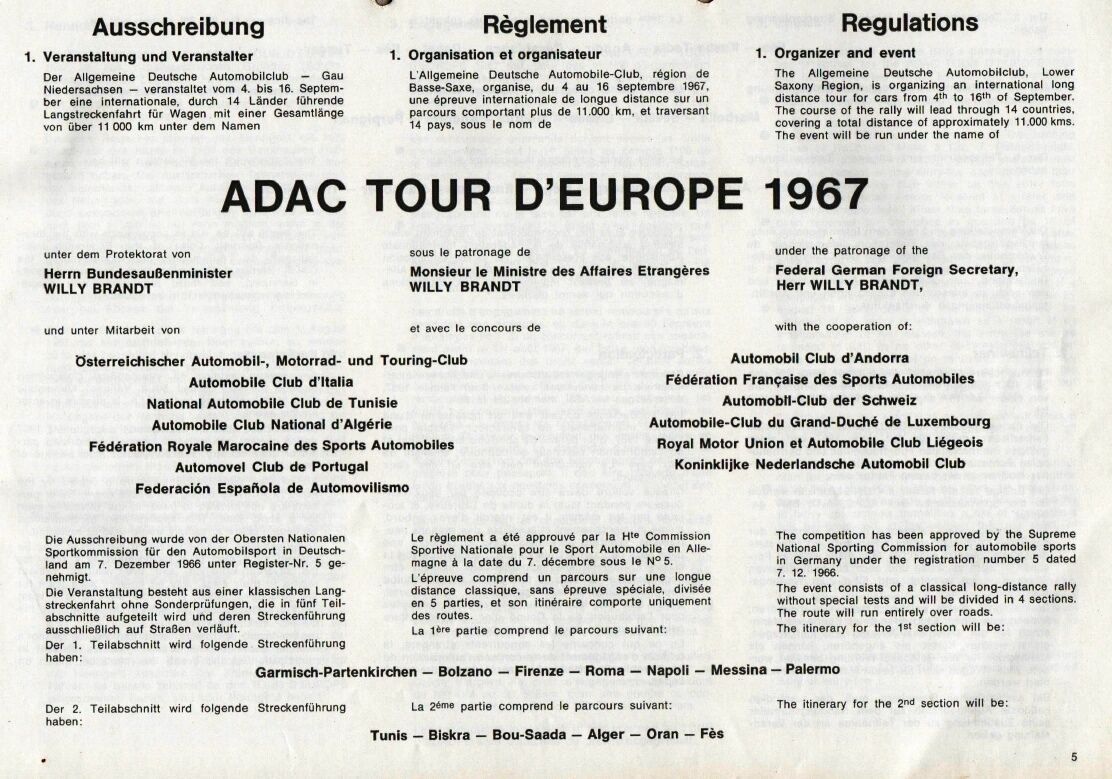 Ausschreibung
1. Veranstaltung und Veranstalter
Der Allgemeine Deutsche Automobilclub — Gau
Niedersachsen — veranstaltet vom 4. bis 16. Septem-
ber eine internationale, durch 14 Länder führende
Langstreckenfahrt für Wagen mit einer Gesamtlänge
von über 11 000 km unter dem Namen
Règlement
1. Organisation et organisateur
L'Allgemeine Deutsche Automobile-Club, région de
Basse-Saxe, organise, du 4 au 16 septembre 1967,
une épreuve internationale de longue distance sur un
parcours comportant plus de 11.000 km, et traversant
14 pays, sous le nom de
Regulations
1. Organizer and event
The Allgemeine Deutsche Automobilclub, Lower
Saxony Region, is organizing an international long
distance tour for cars from 4th to 16th of September.
The course of the rally will lead through 14 countries,
covering a total distance of approximately 11.000 kms.
The event will be run under the name of
ADAC TOUR D'EUROPE 1967
unter dem Protektorat von
Herrn Bundesaußenminister
WILLY BRANDT
und unter Mitarbeit von
sous le patronage de
Monsieur le Ministre des Affaires Etrangères
WILLY BRANDT
et avec le concours de
under the patronage of the
Federal German Foreign Secretary,
Herr WILLY BRANDT,
with the cooperation of:
Österreichischer Automobil-, Motorrad- und Touring-Club
Automobile Club d'Italia
National Automobile Club de Tunisie
Automobile Club National d'Algérie
Fédération Royale Marocaine des Sports Automobiles
Automovel Club de Portugal
Federación Española de Automovilismo
Automobil Club d'Andorra
Fédération Française des Sports Automobiles
Automobil-Club der Schweiz
Automobile-Club du Grand-Duché de Luxembourg
Royal Motor Union et Automobile Club Liégeois
Koninklijke Nederlandsche Automobil Club
Die Ausschreibung wurde von der Obersten Nationalen
Sportkommission für den Automobilsport in Deutsch-
land am 7. Dezember 1966 unter Register-Nr. 5 ge-
nehmigt.
Die Veranstaltung besteht aus einer klassischen Lang-
streckenfahrt ohne Sonderprüfungen, die in fünf Teil-
abschnitte aufgeteilt wird und deren Streckenführung
ausschließlich auf Straßen verläuft.
Der 1. Teilabschnitt wird folgende Streckenführung
haben:
Le règlement a été approuvé par la Hte Commission
Sportive Nationale pour le Sport Automobile en Alle-
magne à la date du 7. décembre sous le No 5.
L'épreuve comprend un parcours sur une longue
distance classique, sans épreuve spéciale, divisée
en 5 parties, et son itinéraire comporte uniquement
des routes.
La 1ère partie comprend le parcours suivant:
The competition has been approved by the Supreme
National Sporting Commission for automobile sports
in Germany under the registration number 5 dated
7. 12. 1966.
The event consists of a classical long-distance rally
without special tests and will be divided in 4 sections.
The route will run entirely over roads.
The itinerary for the 1st section will be:
Garmisch-Partenkirchen — Bolzano — Firenze — Roma — Napoli — Messina — Palermo
Der 2. Teilabschnitt wird folgende Streckenführung
haben:
La 2éme partie comprend le parcours suivant:
The itinerary for the 2nd section will be:
Tunis — Biskra — Bou-Saada — Alger — Oran — Fès
5